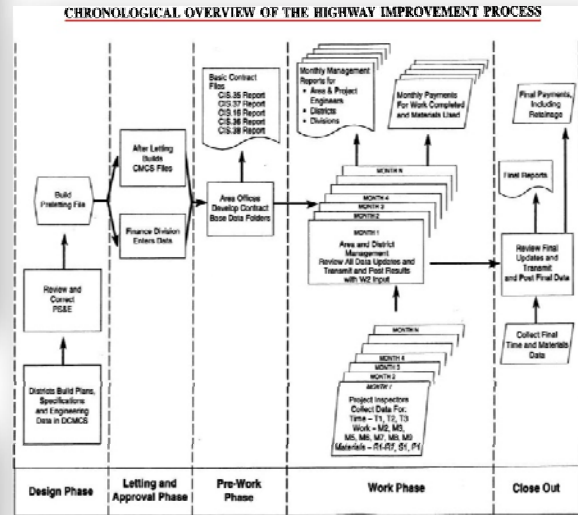 CHRONOLOGICAL OVERVIEW OF THE HIGHWAY IMPROVEMENT PROCESS
Build
Preletting File
Review and
Correct
PS&E
Districts Build Plans,
Specifications
and Engineering
Data in DCMCS
Design Phase
After Letting
Builds
CMCS Files
Finance Division
Enters Data
Letting and
Approval Phase
Basic Contract
Files
CIS.35 Report
CIS.37 Report
CIS.16 Report
CIS.36 Report
CIS.38 Report
Area Offices
Develop Contract
Base Data Folders
Pre-Work
Phase
Monthly Management
Reports for
• Area & Project
Engineers
• Districts
• Divisions
Monthly Payments
For Work Completed
and Materials Used
MONTH N
MONTH 4
MONTH 3
MONTH 2
MONTH 1
Area and District
Management
Review All Data Updates and
Transmit and Post Results
with W2 Input
MONTH N
MONTH 4
MONTH 3
MONTH 2
MONTH 1
Project Inspectors
Collect Data For:
Time – T1, T2, T3
Work – M2, M3,
M5, M6, M7, M8, M9
Materials – R1-R7, S1, P1
Work Phase
Final Payments,
Including
Retainage
Final Reports
Review Final
Updates and
Transmit
and Post Final Data
Collect Final
Time and Materials
Data
Close Out